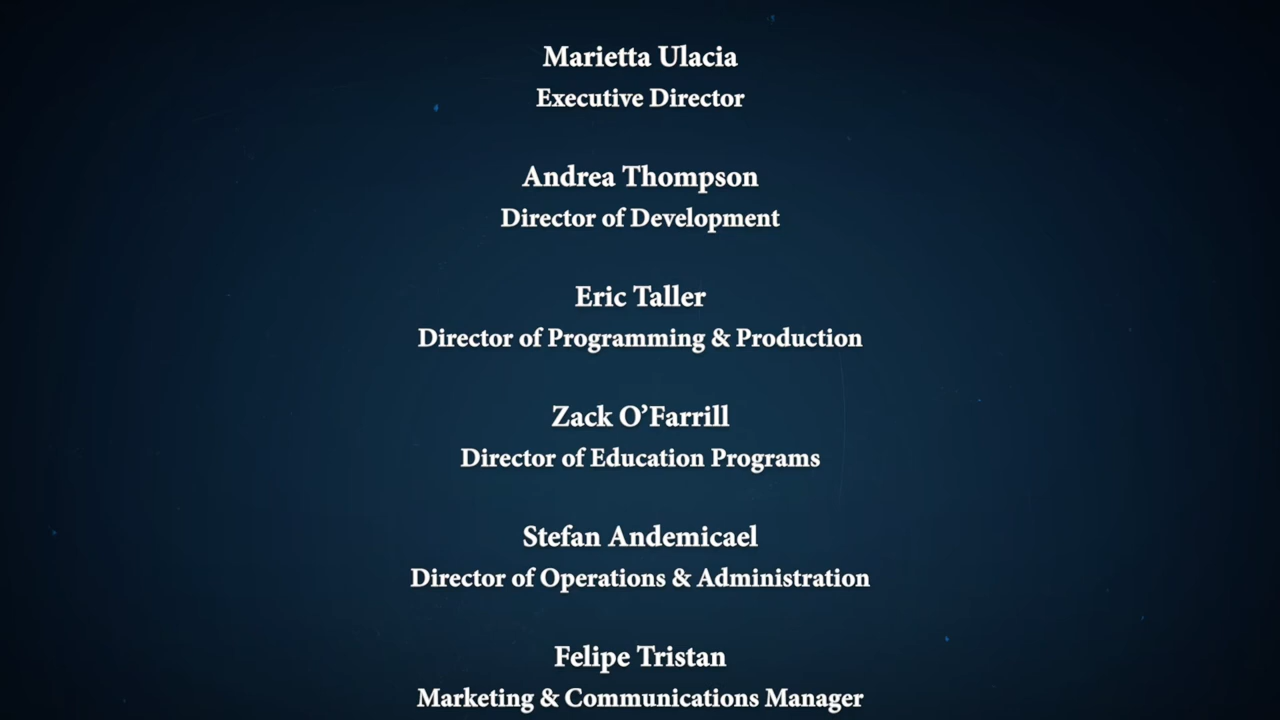 Marietta Ulacia
Executive Director
Andrea Thompson
Director of Development
Eric Taller
Director of Programming & Production
Zack O’Farrill
Director of Education Programs
Stefan Andemicael
Director of Operations & Administration
Felipe Tristan
Marketing & Communications Manager